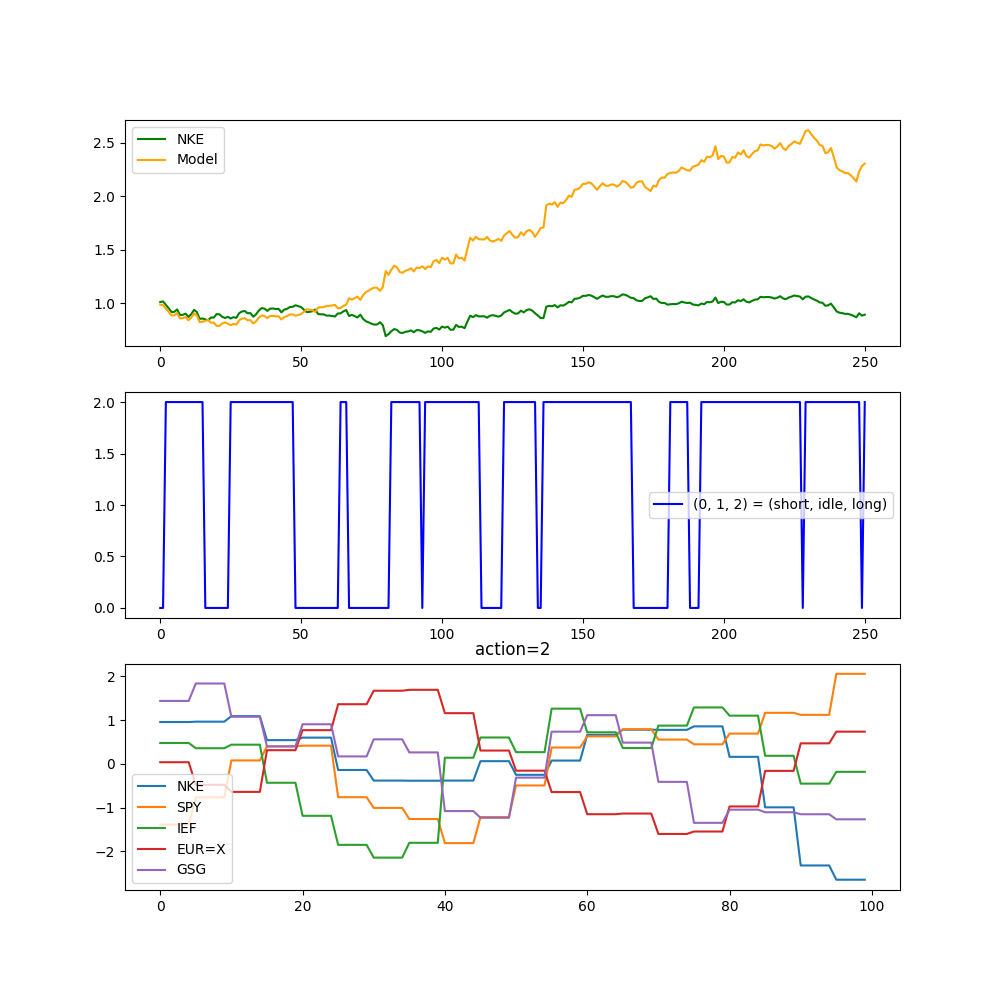 2.5
2.0
1.5
1.0
NKE
Model
0 50 100 150 200 250
2.0
1.5
1.0
0.5
0.0
(0, 1, 2) = (short, idle, long)
0 50 100 150 200 250
action=2
2
1
0
−1
−2
NKE
SPY
IEF
EUR=X
GSG
0 20 40 60 80 100